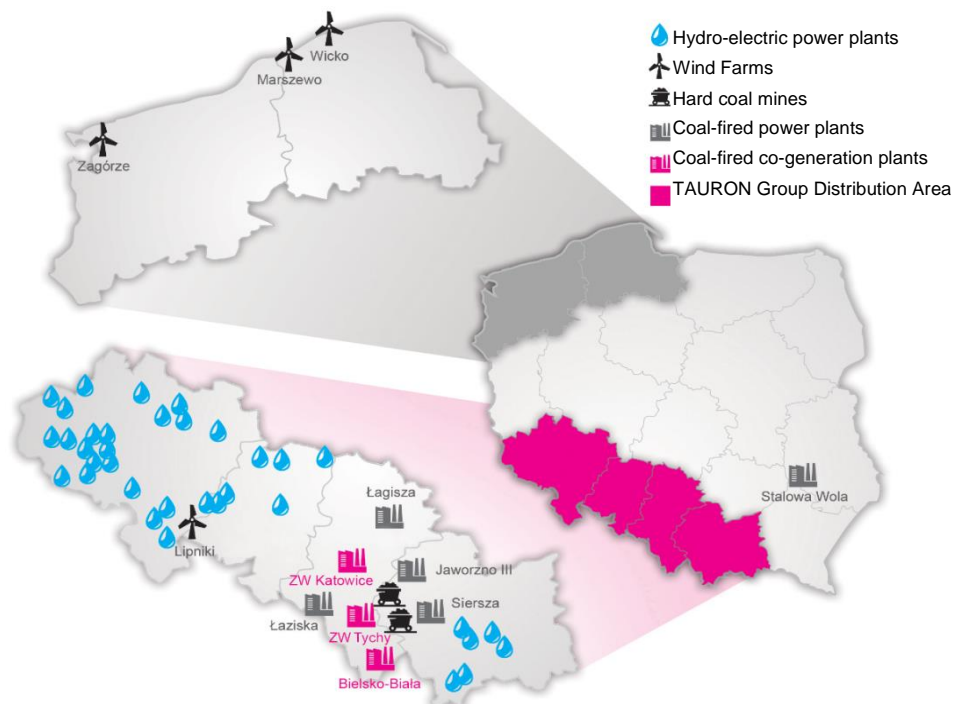 Wicko
Marszewo
Zagórze
Hydro-electric power plants
Wind Farms
Hard coal mines
Coal-fired power plants
Coal-fired co-generation plants
TAURON Group Distribution Area
Stalowa Wola
Łagisza
Lipniki
ZW Katowice
Jaworzno III
Siersza
Łaziska
ZW Tychy
Bielsko-Biała